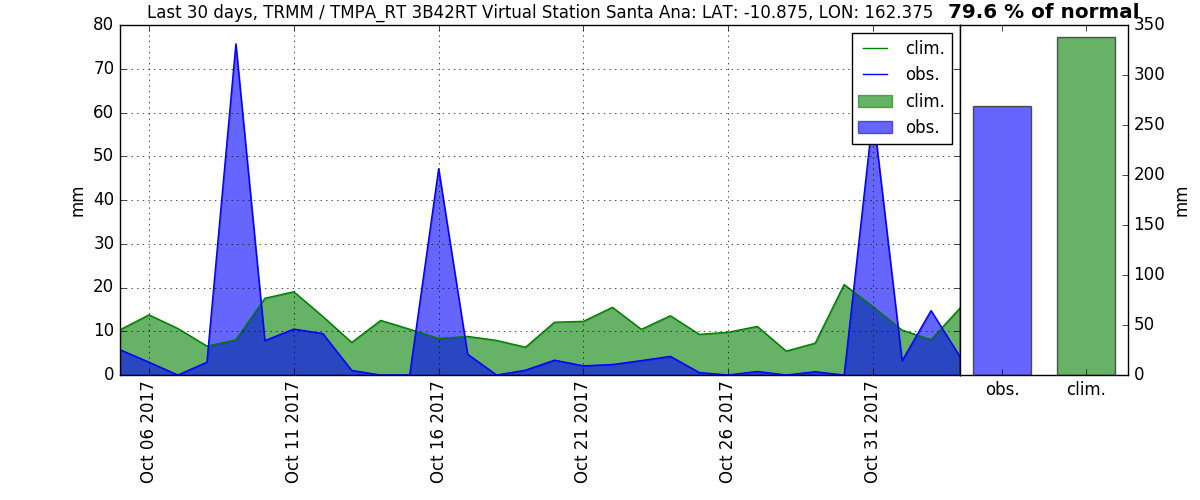 Last 30 days, TRMM / TMPA_RT 3B42RT Virtual Station Santa Ana: LAT: -10.875, LON: 162.375
79.6 % of normal
80
70
60
50
40
30
20
10
0
mm
clim.
obs.
clim.
obs.
Oct 06 2017
Oct 11 2017
Oct 16 2017
Oct 21 2017
Oct 26 2017
Oct 31 2017
350
300
250
200
150
100
50
0
mm
obs.
clim.